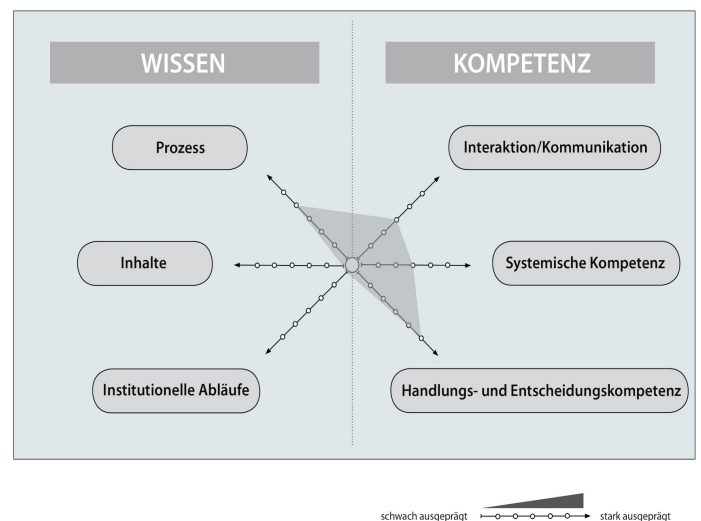 WISSEN
KOMPETENZ
Prozess
Interaktion/Kommunikation
Inhalte
Systemische Kompetenz
Institutionelle Abläufe
Handlungs- und Entscheidungskompetenz
schwach ausgeprägt
stark ausgeprägt